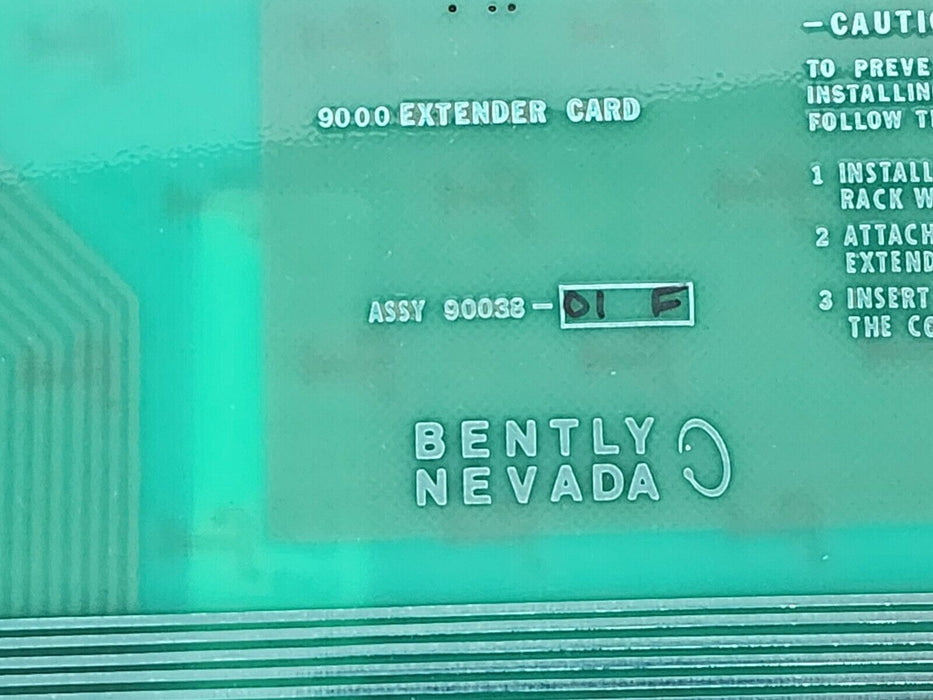 9000 EXTENDER CARD
ASSY 90038-01 F
BENTLY
NEVADA
-CAUTI
TO PREVE
INSTALLIN
FOLLOW
1 INSTALL
RACK
2 ATTACH
EXTEND
3 INSERT
THE CO